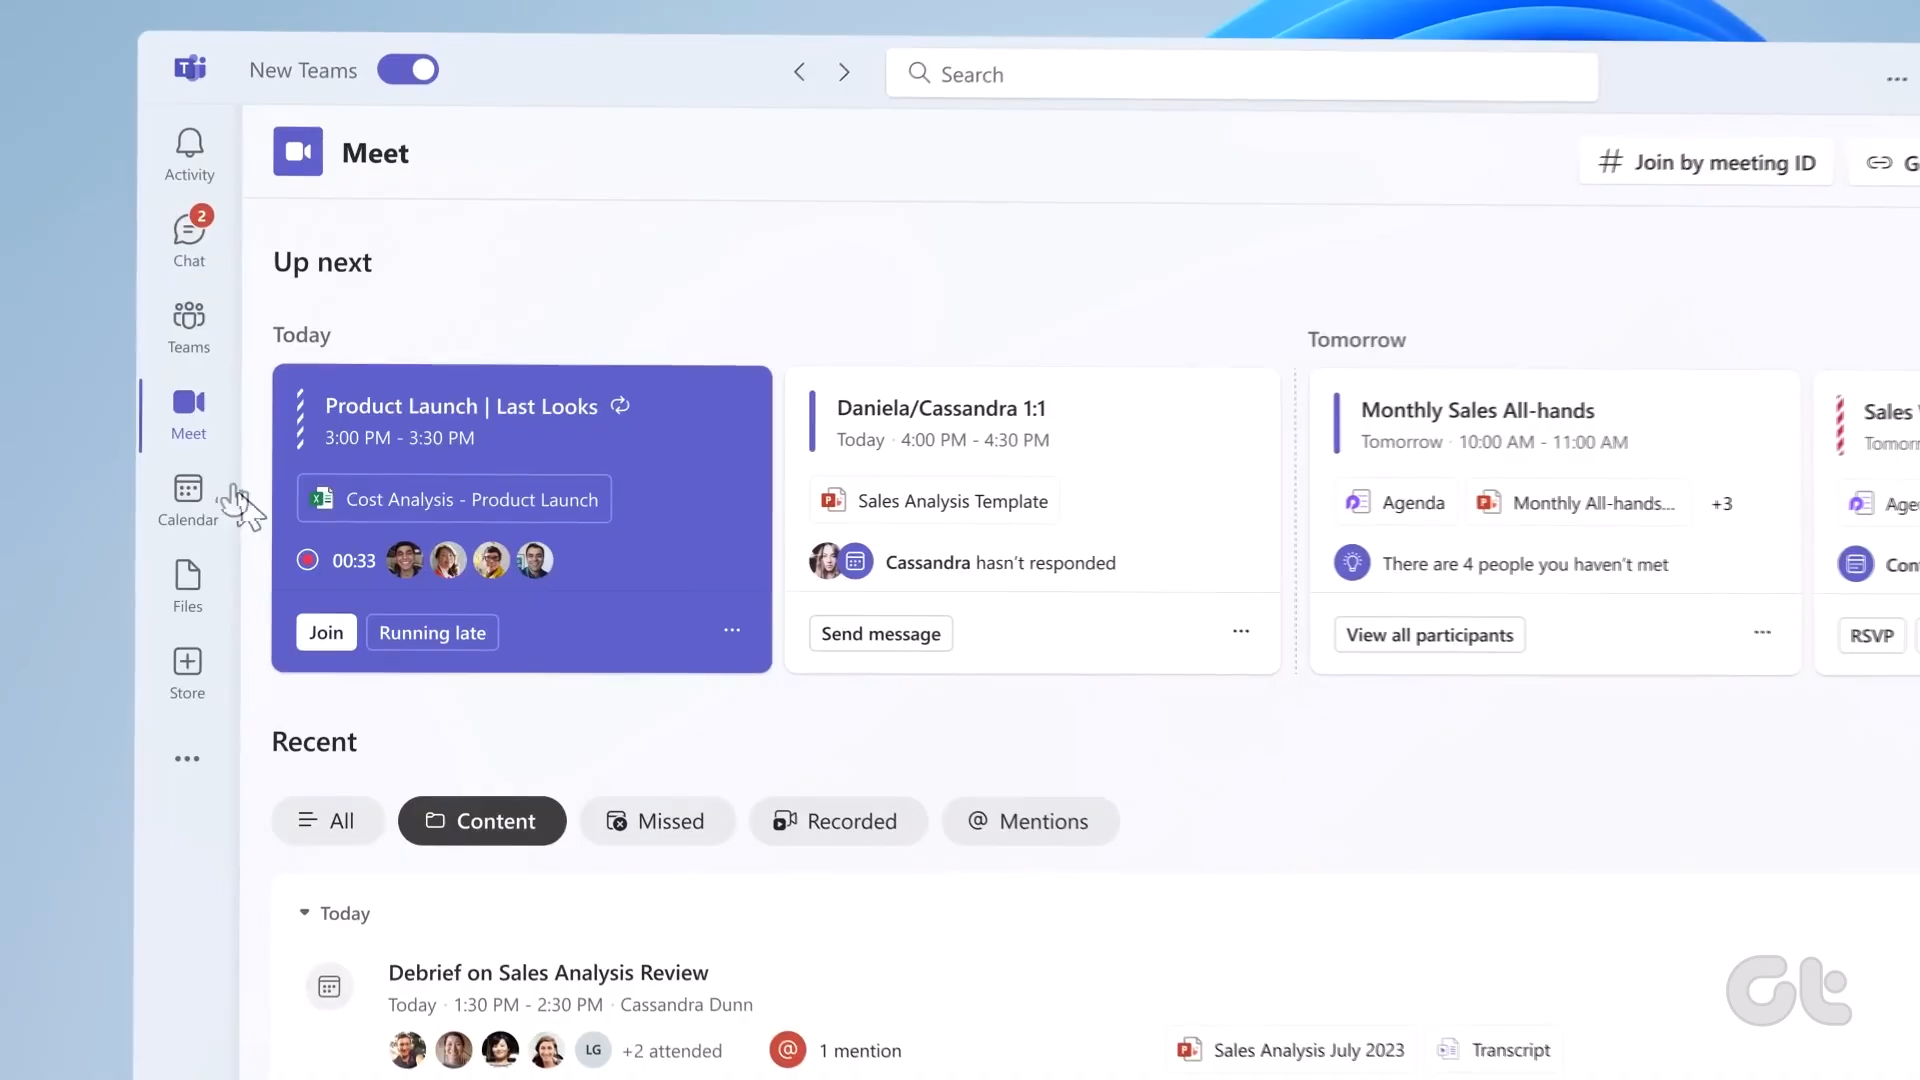 New Teams
Search
Activity
2
Chat
Teams
Meet
Calendar
Files
Store
Meet
Join by meeting ID
Up next
Today
Tomorrow
Product Launch | Last Looks
3:00 PM - 3:30 PM
Cost Analysis - Product Launch
00:33
Join
Running late
Daniela/Cassandra 1:1
Today · 4:00 PM - 4:30 PM
Sales Analysis Template
Cassandra hasn't responded
Send message
Monthly Sales All-hands
Tomorrow · 10:00 AM - 11:00 AM
Agenda
Monthly All-hands...
+3
There are 4 people you haven't met
View all participants
Sales
RSVP
Recent
All
Content
Missed
Recorded
@ Mentions
Today
Debrief on Sales Analysis Review
Today · 1:30 PM - 2:30 PM · Cassandra Dunn
LG
+2 attended
@
1 mention
Sales Analysis July 2023
Transcript
Gt